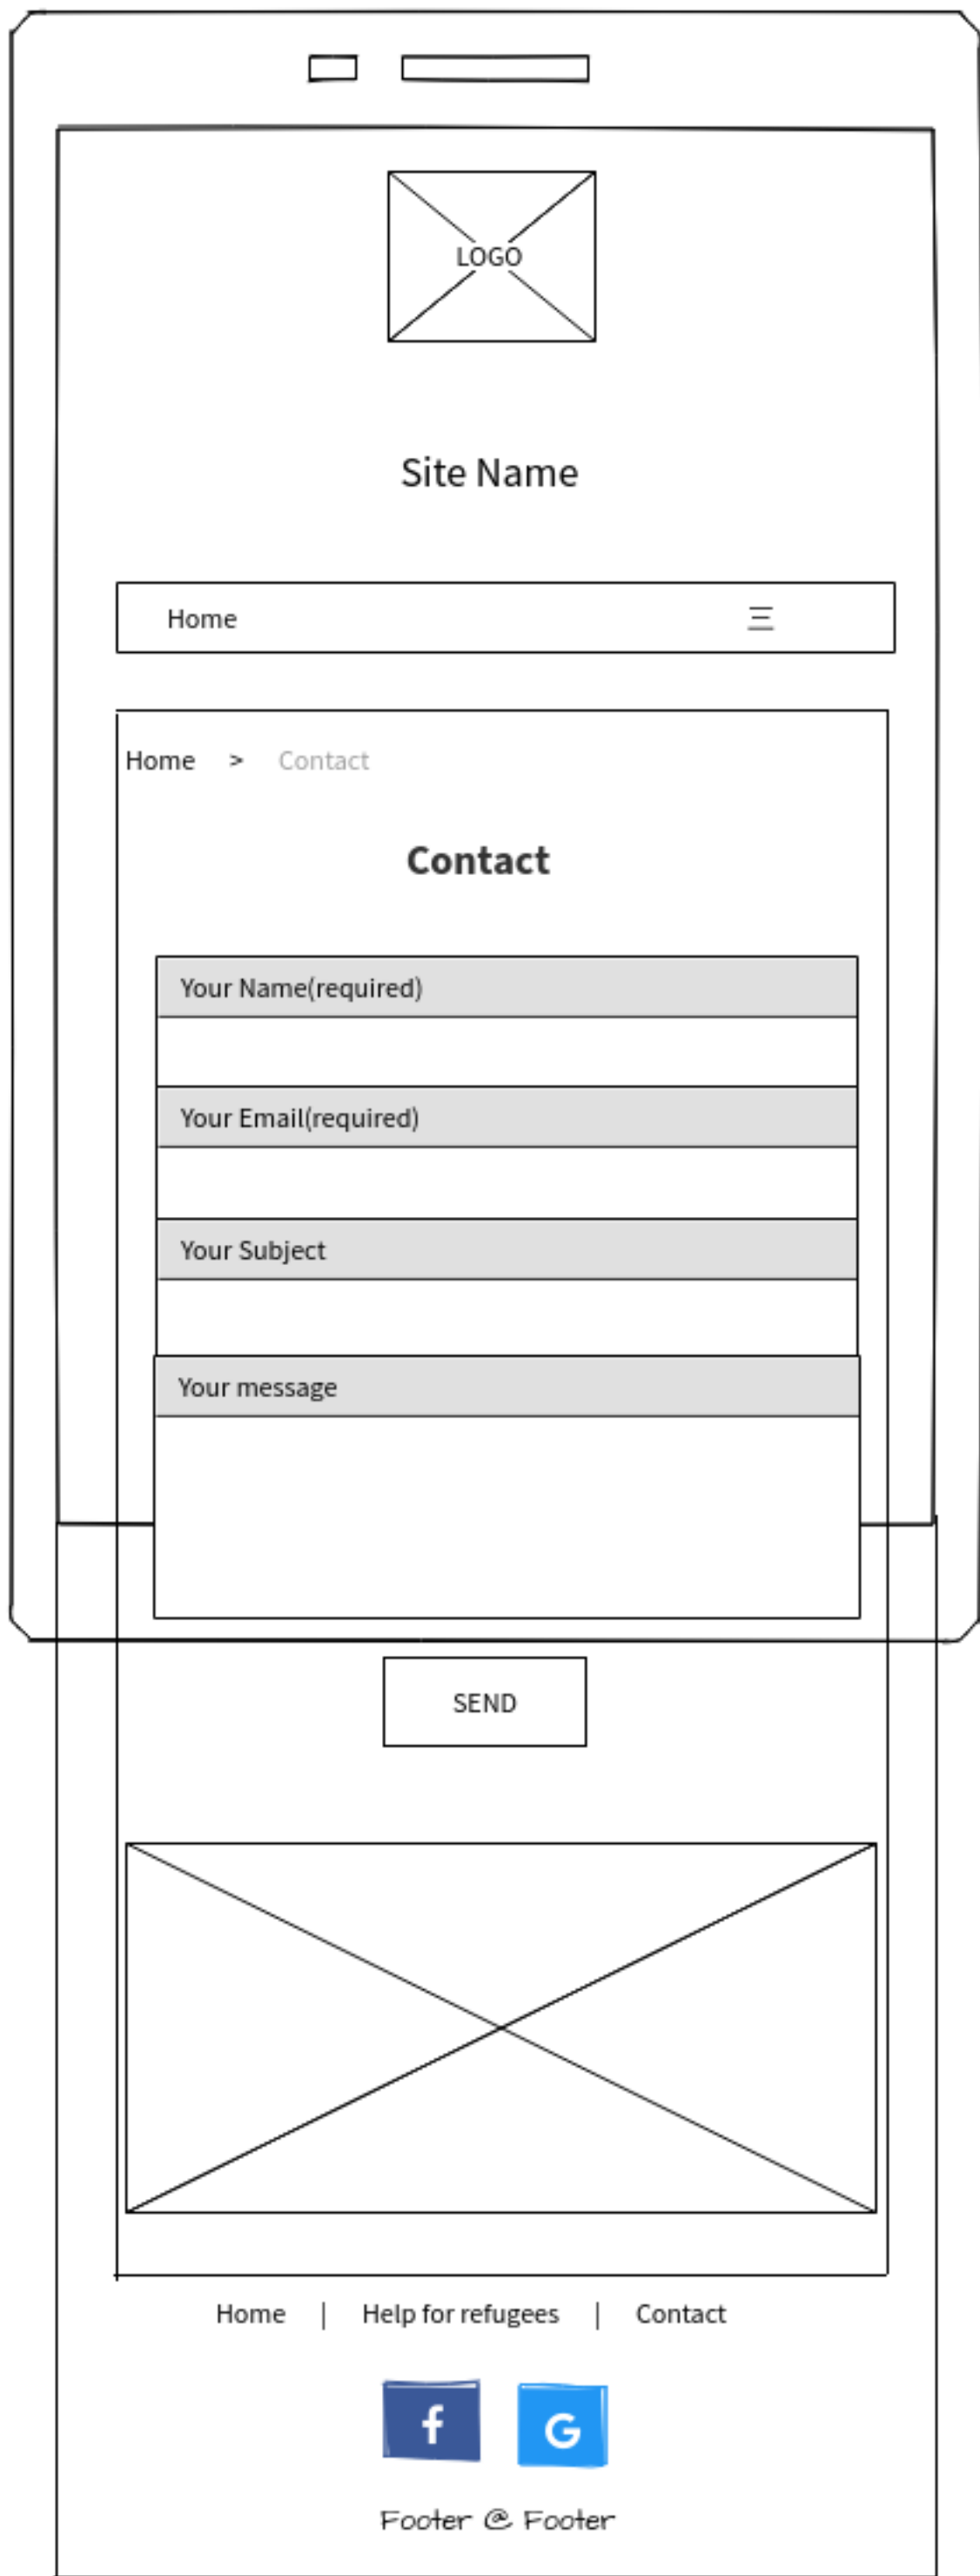 LOGO
Site Name
Home
Home > Contact
Contact
Your Name(required)
Your Email(required)
Your Subject
Your message
SEND
Home | Help for refugees | Contact
f G
Footer @ Footer